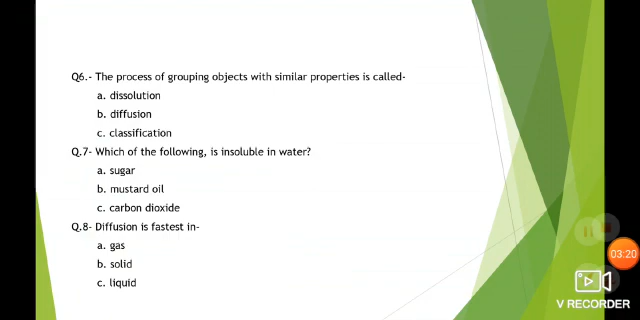 Q6.- The process of grouping objects with similar properties is called-
a. dissolution
b. diffusion
c. classification
Q.7- Which of the following, is insoluble in water?
a. sugar
b. mustard oil
c. carbon dioxide
Q.8- Diffusion is fastest in-
a. gas
b. solid
c. liquid
03:20
V RECORDER